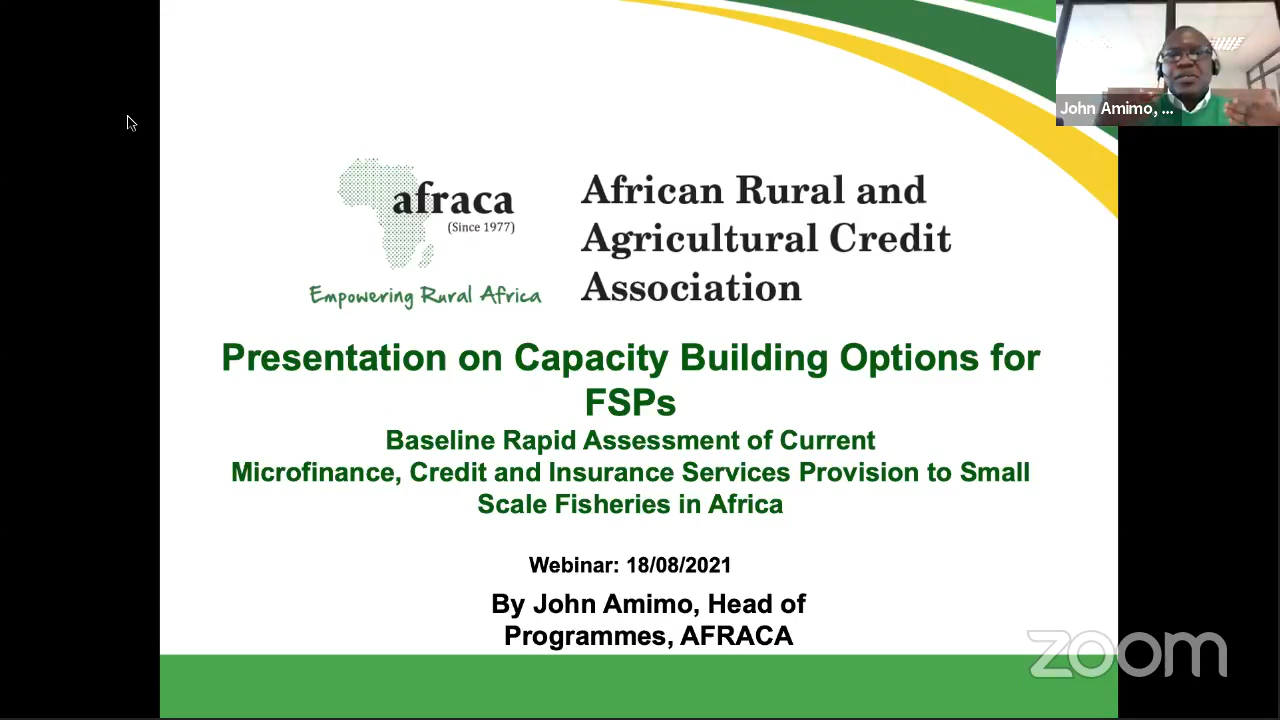 John Amimo, ...
afraca
(Since 1977)
Empowering Rural Africa
African Rural and
Agricultural Credit
Association
Presentation on Capacity Building Options for
FSPs
Baseline Rapid Assessment of Current
Microfinance, Credit and Insurance Services Provision to Small
Scale Fisheries in Africa
Webinar: 18/08/2021
By John Amimo, Head of
Programmes, AFRACA
zoom